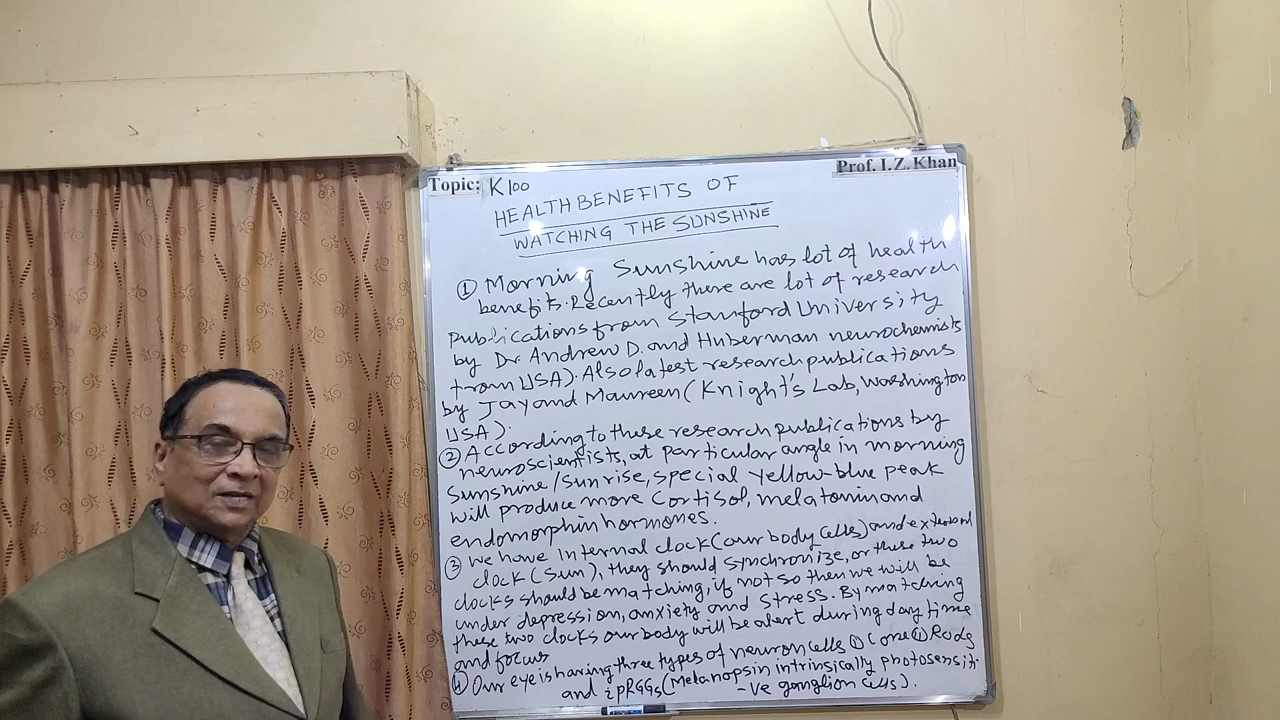 Topic: K100
Prof. I. Z. Khan
HEALTH BENEFITS OF
WATCHING THE SUNSHINE
① Morning Sunshine has lot of health
benefits. Recently there are lot of research
publications from Stanford University
by Dr. Andrew D. and Huberman neurochemists
from USA). Also latest research publications
by Jay and Maureen (Knight's Lab, Washington
USA).
② According to these research publications by
neuroscientists, at particular angle in morning
Sunshine/Sunrise, special yellow-blue peak
will produce more Cortisol, melatonin and
endomorphin hormones.
③ We have Internal clock (our body cells) and external
clock (Sun), they should synchronize, or these two
clocks should be matching, if not so then we will be
under depression, anxiety and stress. By matching
these two clocks our body will be alert during day time
and focus
④ Our eye is having three types of neuron cells ① Cone ② Rods
and ipRGGs (Melanopsin intrinsically photosensiti-
-ve ganglion cells).